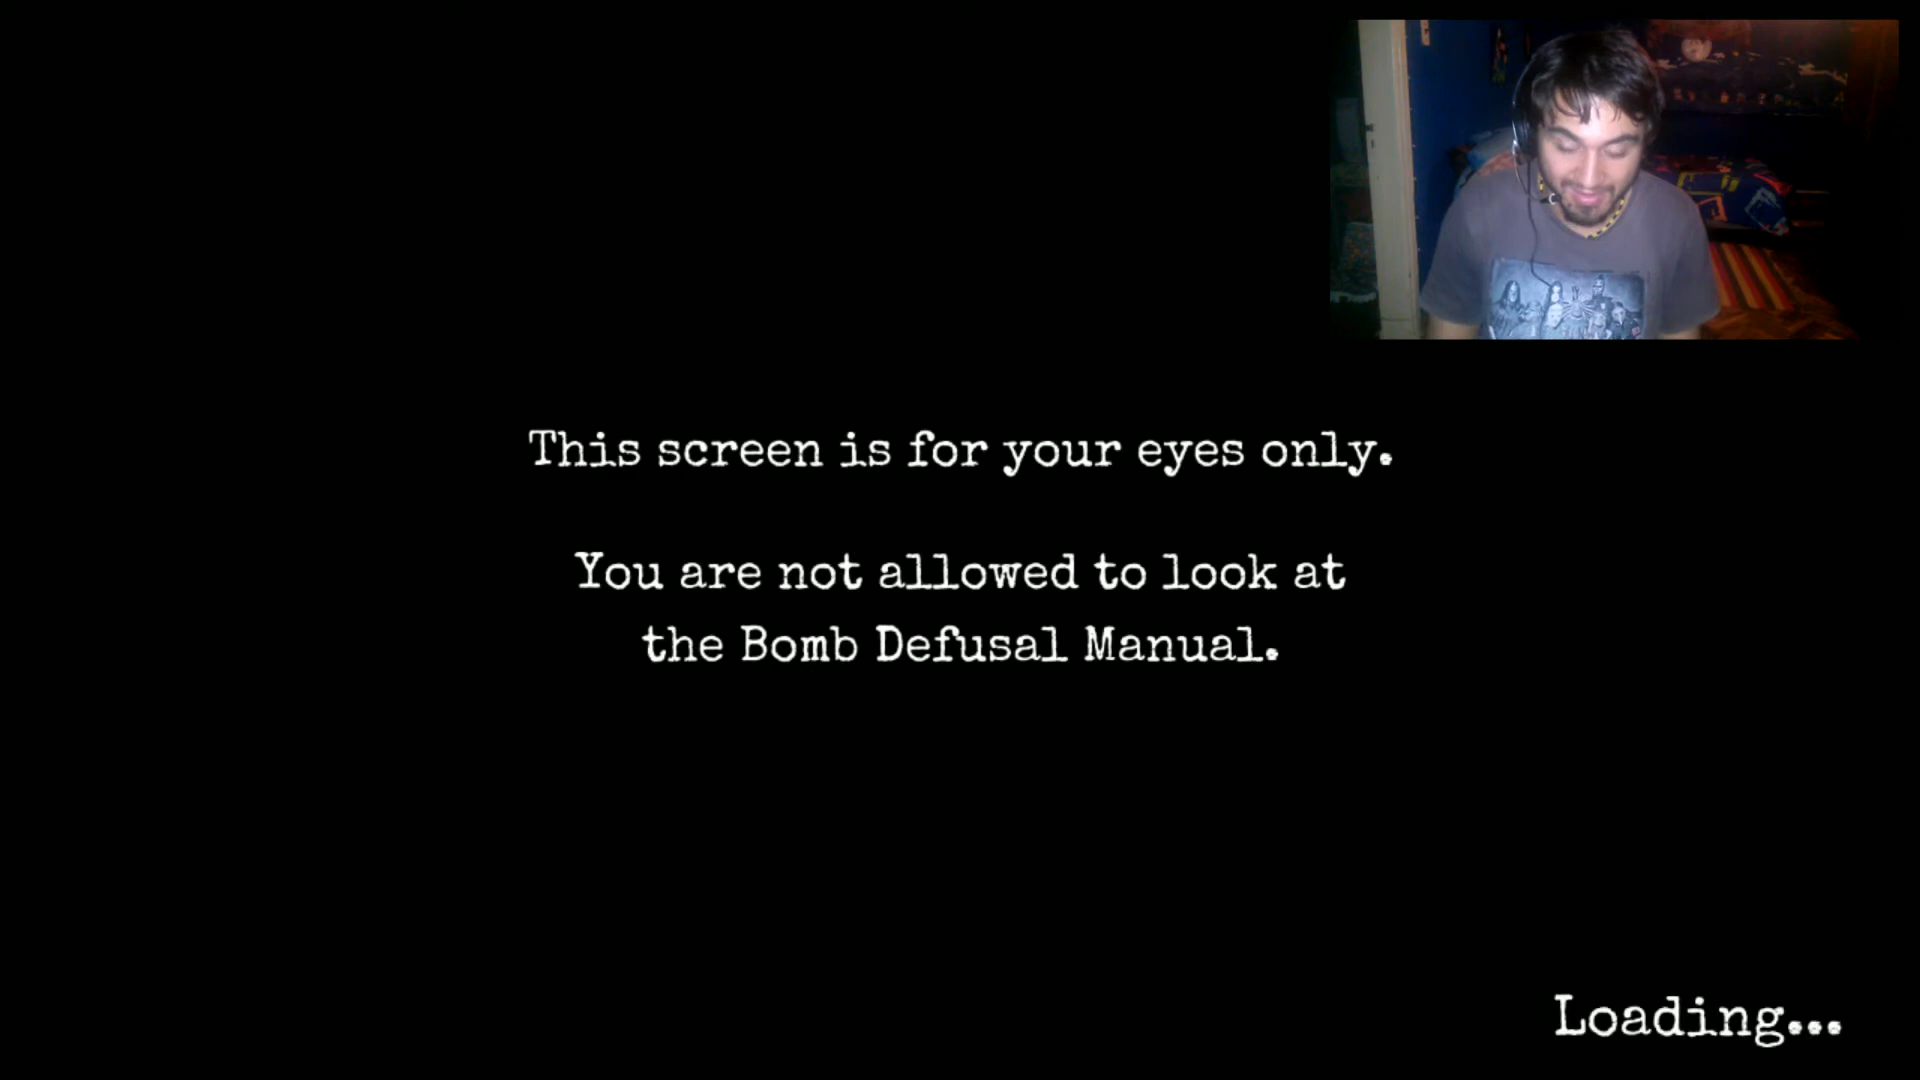 This screen is for your eyes only.
You are not allowed to look at
the Bomb Defusal Manual.
Loading...